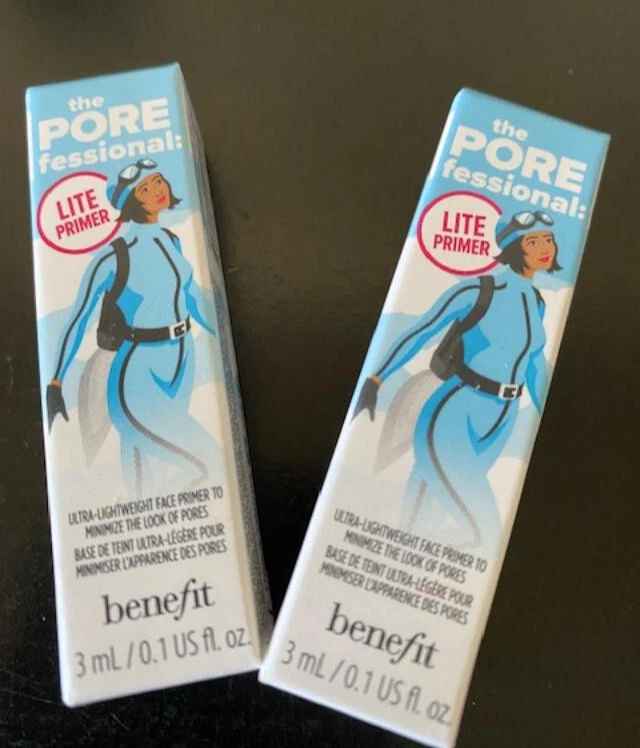 the
PORE
fessional:
LITE
PRIMER
ULTRA-LIGHTWEIGHT FACE PRIMER TO
MINIMIZE THE LOOK OF PORES
BASE DE TEINT ULTRA-LÉGÈRE POUR
MINIMISER L'APPARENCE DES PORES
benefit
3 mL / 0.1 US fl. oz.
the
PORE
fessional:
LITE
PRIMER
ULTRA-LIGHTWEIGHT FACE PRIMER TO
MINIMIZE THE LOOK OF PORES
BASE DE TEINT ULTRA-LÉGÈRE POUR
MINIMISER L'APPARENCE DES PORES
benefit
3 mL / 0.1 US fl. oz.